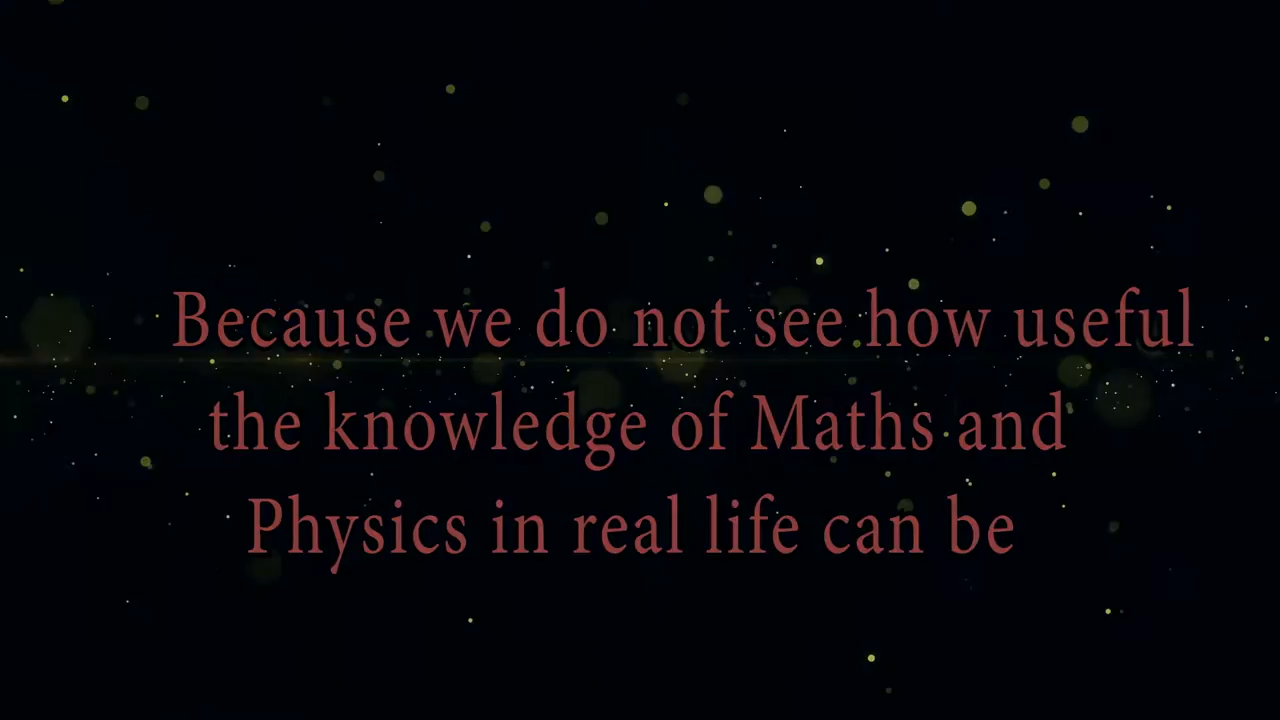 Because we do not see how useful
the knowledge of Maths and
Physics in real life can be